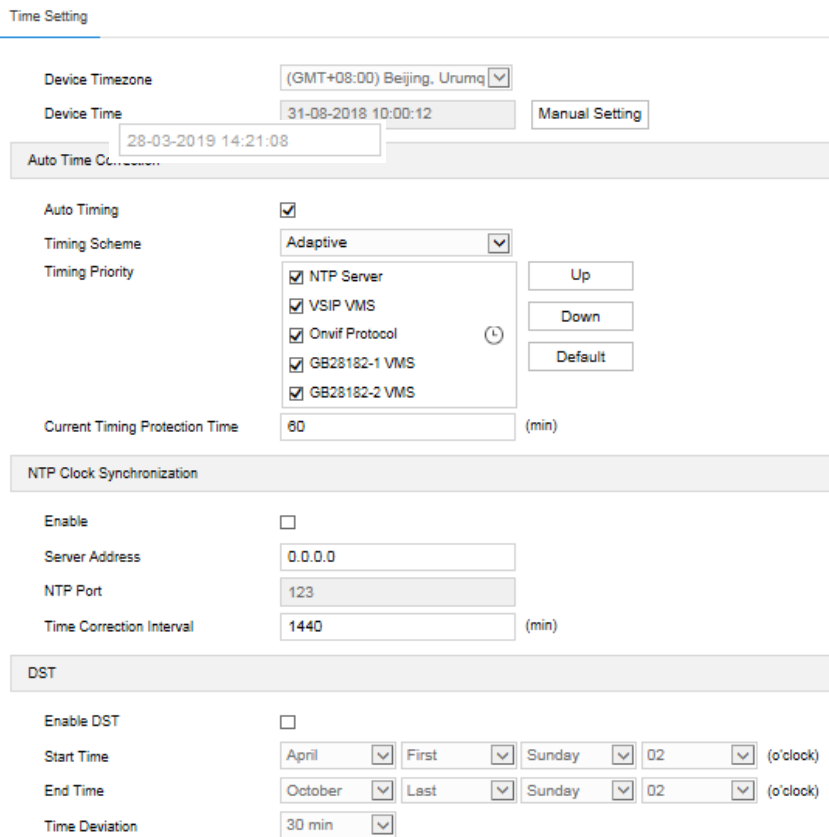 Time Setting
Device Timezone (GMT+08:00) Beijing, Urumq
Device Time 31-08-2018 10:00:12 Manual Setting
28-03-2019 14:21:08
Auto Time Correction
Auto Timing
Timing Scheme Adaptive
Timing Priority NTP Server Up
VSIP VMS
Down
Onvif Protocol
Default
GB28182-1 VMS
GB28182-2 VMS
Current Timing Protection Time 60 (min)
NTP Clock Synchronization
Enable
Server Address 0.0.0.0
NTP Port 123
Time Correction Interval 1440 (min)
DST
Enable DST
Start Time April First Sunday 02 (o'clock)
End Time October Last Sunday 02 (o'clock)
Time Deviation 30 min